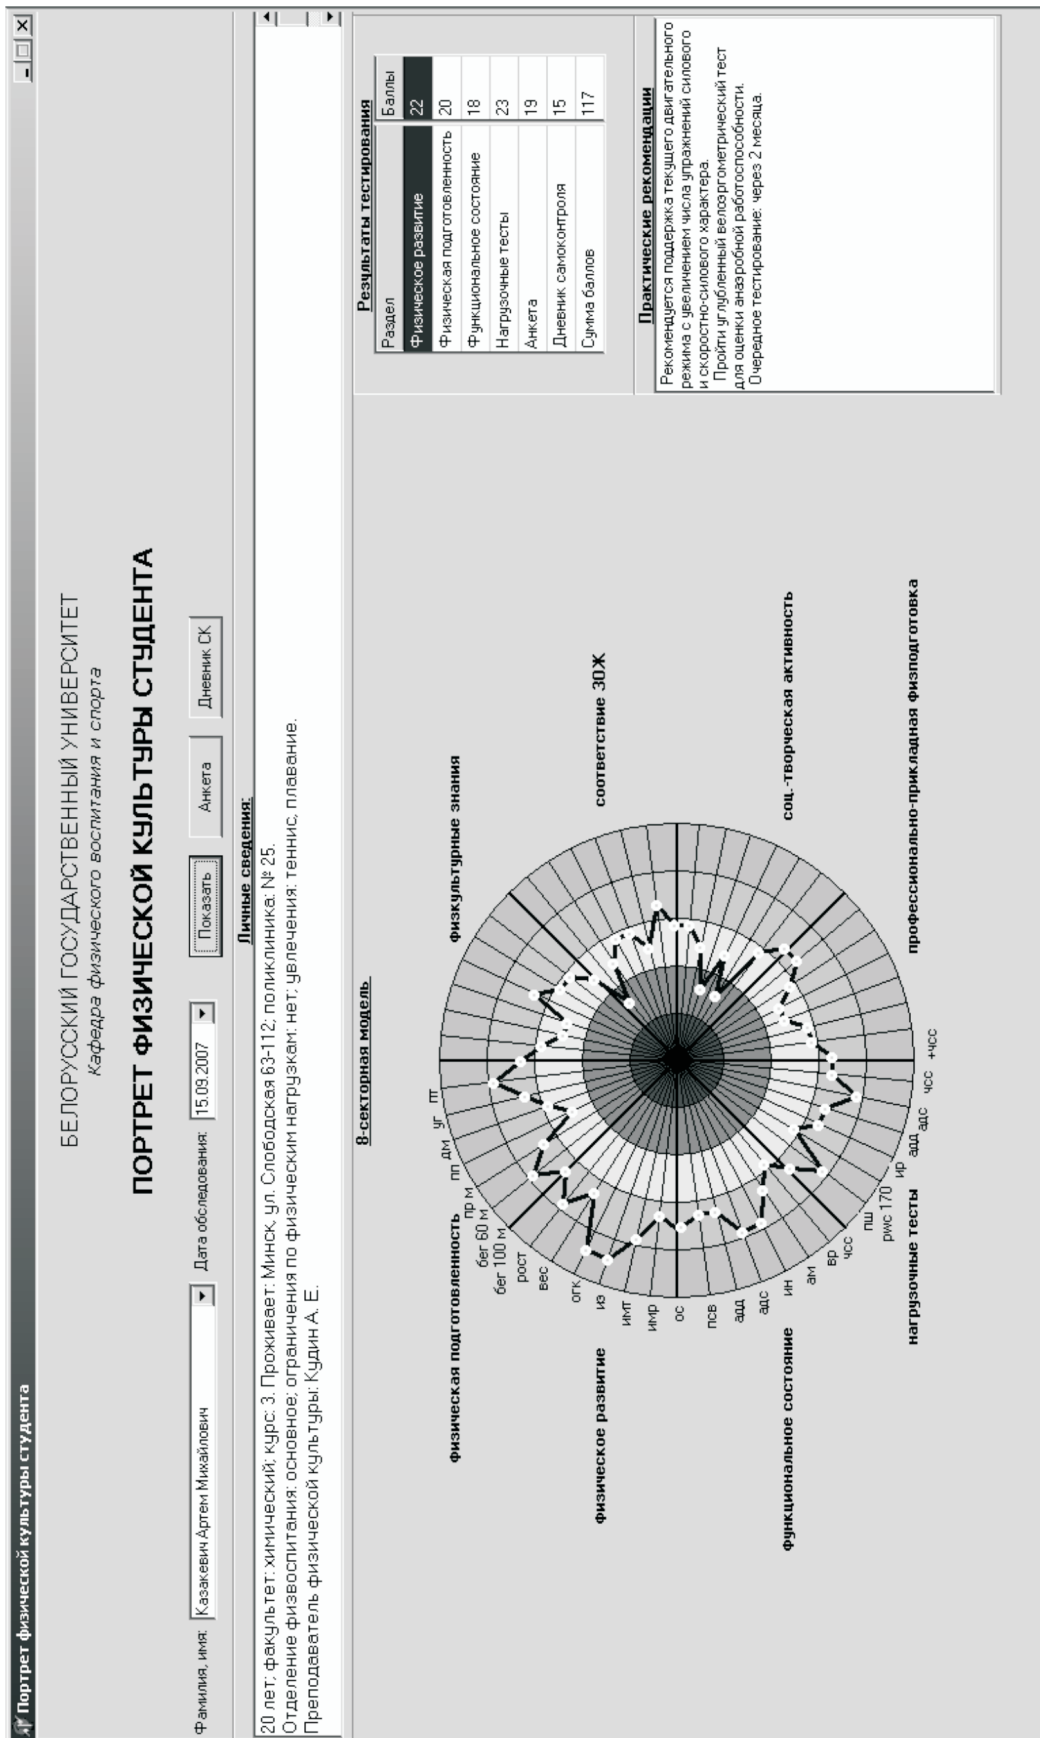 Портрет физической культуры студента
БЕЛОРУССКИЙ ГОСУДАРСТВЕННЫЙ УНИВЕРСИТЕТ
Кафедра физического воспитания и спорта
ПОРТРЕТ ФИЗИЧЕСКОЙ КУЛЬТУРЫ СТУДЕНТА
Фамилия, имя: Казакевич Артем Михайлович Дата обследования: 15.09.2007 Показать Анкета Дневник СК
Личные сведения:
20 лет; факультет: химический; курс: 3. Проживает: Минск, ул. Слободская 63-112; поликлиника: № 25.
Отделение физвоспитания: основное; ограничения по физическим нагрузкам: нет; увлечения: теннис, плавание.
Преподаватель физической культуры: Кудин А. Е.
8-секторная модель
физическая подготовленность
физкультурные знания
физическое развитие
соответствие ЗОЖ
функциональное состояние
соц.-творческая активность
нагрузочные тесты
профессионально-прикладная физподготовка
пт
уг
дм
пп
пр м
бег 60 м
бег 100 м
рост
вес
огк
иэ
имт
имр
ос
псв
адд
адс
ин
ам
вр
чсс
пш
pwc 170
ир
адд
адс
чсс
+чсс
Результаты тестирования
Раздел Баллы
Физическое развитие 22
Физическая подготовленность 20
Функциональное состояние 18
Нагрузочные тесты 23
Анкета 19
Дневник самоконтроля 15
Сумма баллов 117
Практические рекомендации
Рекомендуется поддержка текущего двигательного
режима с увеличением числа упражнений силового
и скоростно-силового характера.
Пройти углубленный велоэргометрический тест
для оценки анаэробной работоспособности.
Очередное тестирование: через 2 месяца.